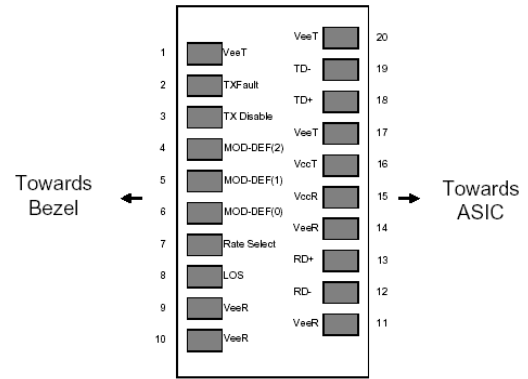 VeeT 20
1 VeeT
TD- 19
2 TXFault
TD+ 18
3 TX Disable
VeeT 17
4 MOD-DEF(2)
VccT 16
5 MOD-DEF(1)
Towards
Bezel
VccR 15
Towards
ASIC
6 MOD-DEF(0)
VeeR 14
7 Rate Select
RD+ 13
8 LOS
RD- 12
9 VeeR
VeeR 11
10 VeeR